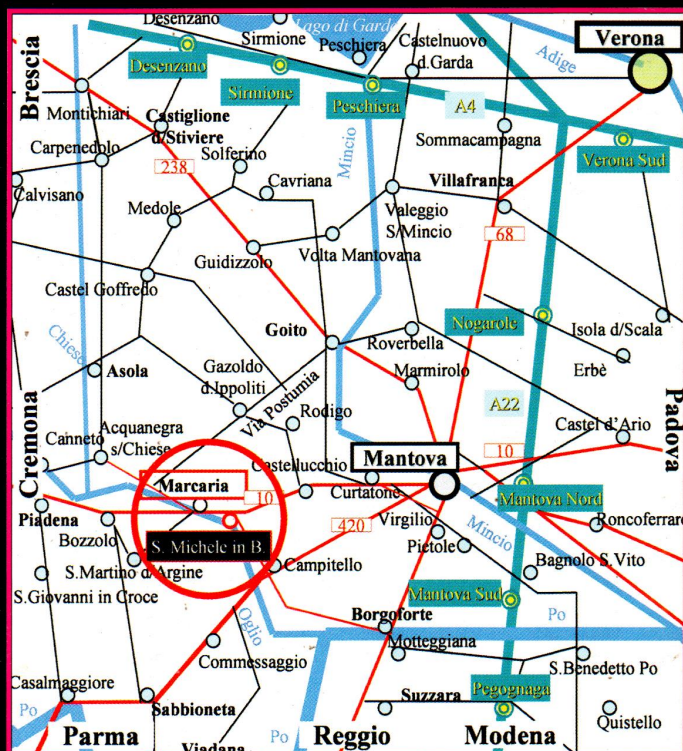 Desenzano
Sirmione
Lago di Garda
Peschiera
Castelnuovo
d.Garda
Adige
Verona
Brescia
Desenzano
Sirmione
Peschiera
A4
Montichiari
Castiglione
d/Stiviere
Sommacampagna
Verona Sud
Carpenedolo
Solferino
Mincio
238
Cavriana
Villafranca
Calvisano
Medole
Valeggio
S/Mincio
68
Guidizzolo
Volta Mantovana
Castel Goffredo
Nogarole
Isola d/Scala
Chiese
Goito
Roverbella
Erbè
Asola
Gazoldo
d.Ippoliti
Marmirolo
Via Postumia
Rodigo
A22
Padova
Cremona
Acquanegra
s/Chiese
Castel d'Ario
Canneto
Mantova
10
Castellucchio
Marcaria
10
Curtatone
Mantova Nord
Piadena
Bozzolo
S. Michele in B.
420
Virgilio
Mincio
Roncoferraro
Pietole
S.Martino d/Argine
Campitello
Bagnolo S.Vito
S.Giovanni in Croce
Mantova Sud
Oglio
Borgoforte
Po
Commessaggio
Motteggiana
S.Benedetto Po
Casalmaggiore
Pegognaga
Po
Sabbioneta
Suzzara
Quistello
Parma
Po
Reggio
Modena
Viadana